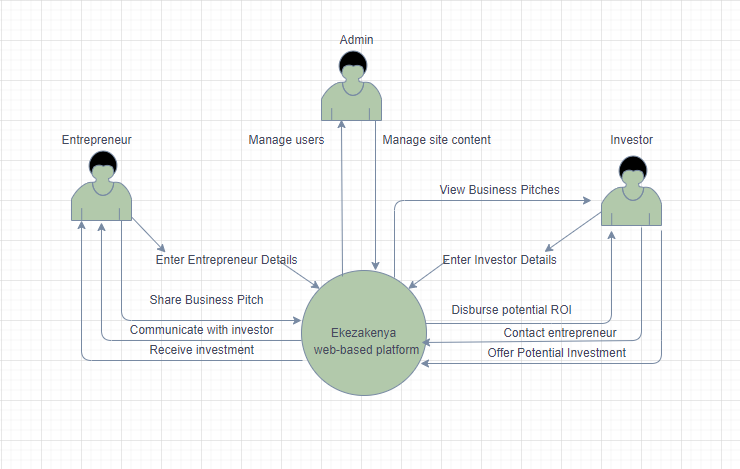 Admin
Entrepreneur
Manage users
Manage site content
Investor
View Business Pitches
Enter Entrepreneur Details
Enter Investor Details
Share Business Pitch
Disburse potential ROI
Communicate with investor
Ekezakenya
web-based platform
Contact entrepreneur
Receive investment
Offer Potential Investment